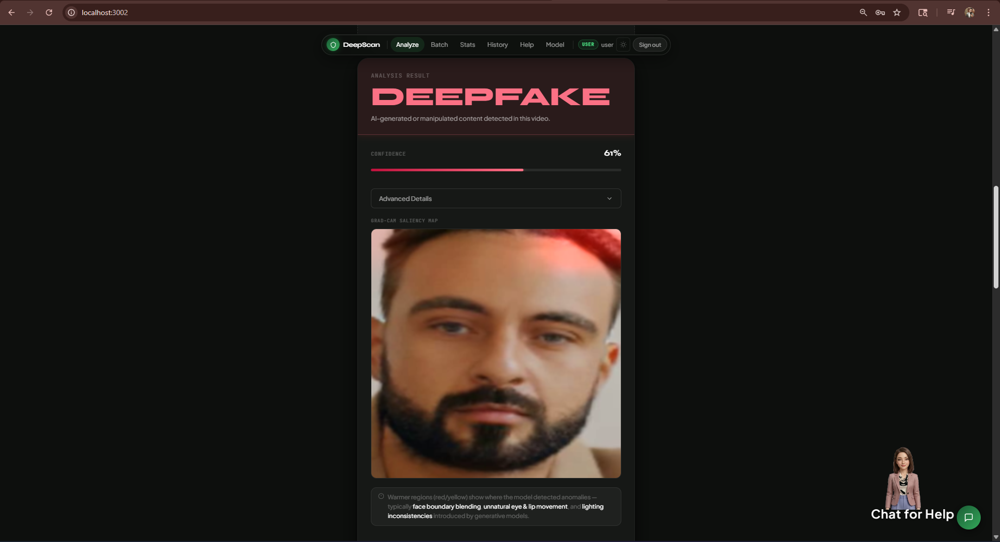 localhost:3002
DeepScan
Analyze
Batch
Stats
History
Help
Model
USER
user
Sign out
ANALYSIS RESULT
DEEPFAKE
AI-generated or manipulated content detected in this video.
CONFIDENCE
61%
Advanced Details
GRAD-CAM SALIENCY MAP
Warmer regions (red/yellow) show where the model detected anomalies —
typically face boundary blending, unnatural eye & lip movement, and lighting
inconsistencies introduced by generative models.
Chat for Help